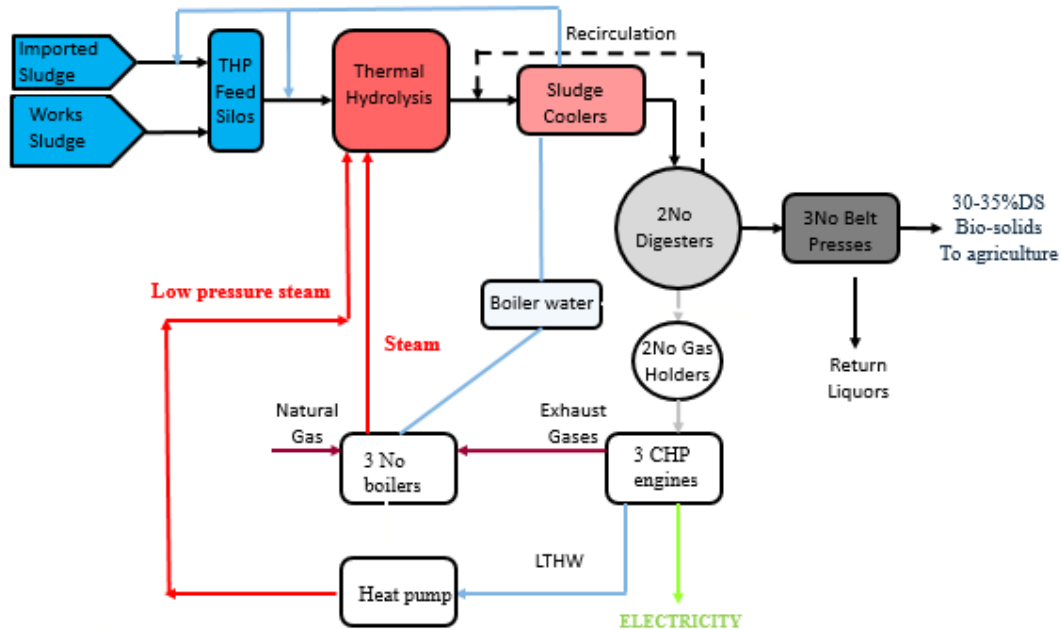 Recirculation
Imported
Sludge
Works
Sludge
THP
Feed
Silos
Thermal
Hydrolysis
Sludge
Coolers
2No
Digesters
3No Belt
Presses
30-35%DS
Bio-solids
To agriculture
Low pressure steam
Steam
Boiler water
2No Gas
Holders
Return
Liquors
Natural
Gas
3 No
boilers
Exhaust
Gases
3 CHP
engines
LTHW
Heat pump
ELECTRICITY